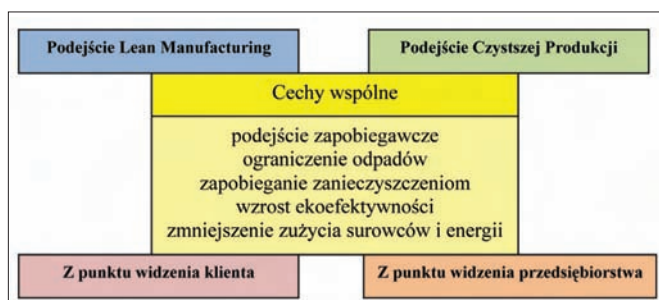 Podejście Lean Manufacturing
Podejście Czystszej Produkcji
Cechy wspólne
podejście zapobiegawcze
ograniczenie odpadów
zapobieganie zanieczyszczeniom
wzrost ekoefektywności
zmniejszenie zużycia surowców i energii
Z punktu widzenia klienta
Z punktu widzenia przedsiębiorstwa